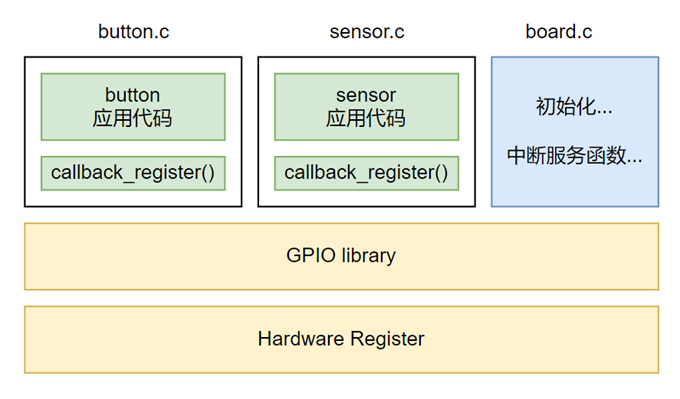 button.c
sensor.c
board.c
button
应用代码
callback_register()
sensor
应用代码
callback_register()
初始化...
中断服务函数...
GPIO library
Hardware Register